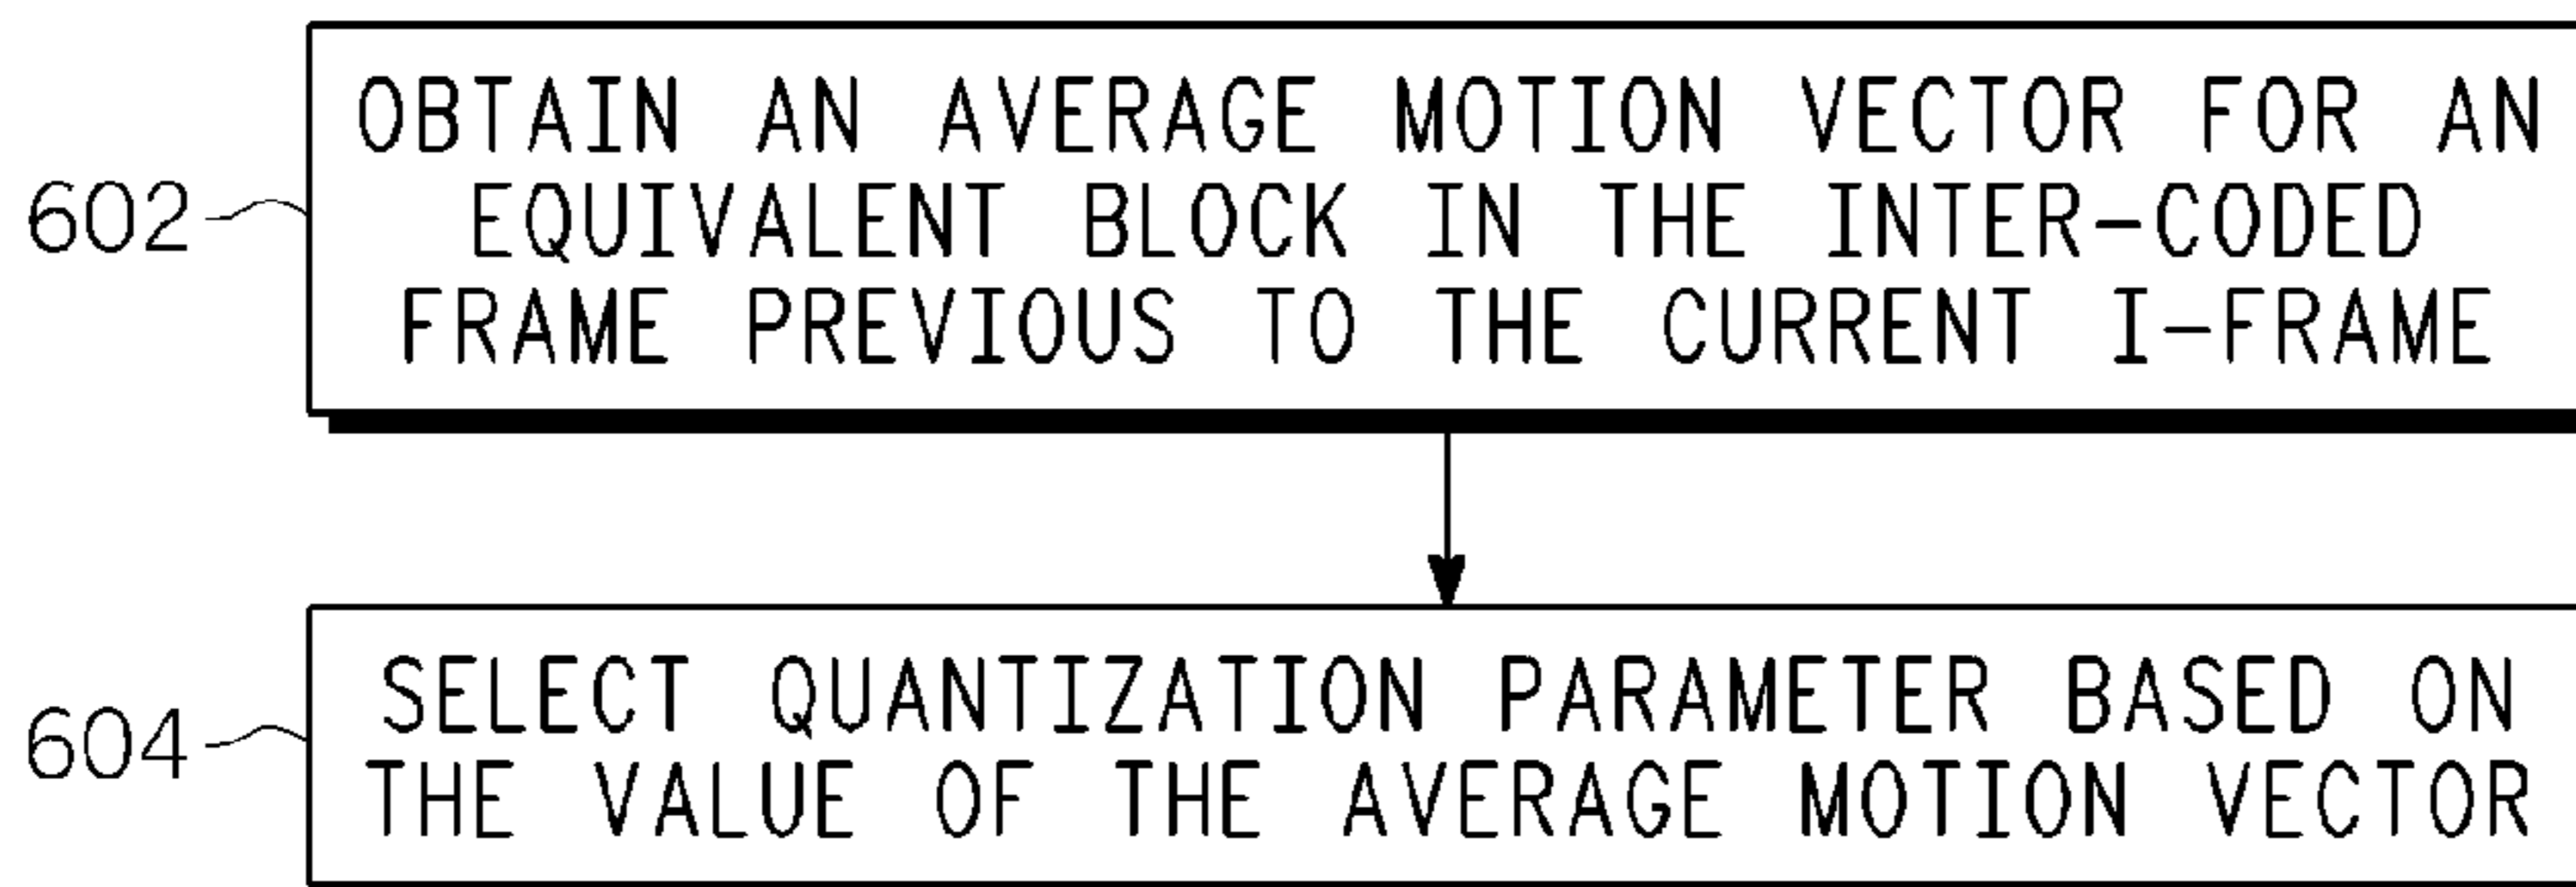 OBTAIN AN AVERAGE MOTION VECTOR FOR AN
602 EQUIVALENT BLOCK IN THE INTER-CODED
FRAME PREVIOUS TO THE CURRENT I-FRAME
SELECT QUANTIZATION PARAMETER BASED ON
604
THE VALUE OF THE AVERAGE MOTION VECTOR